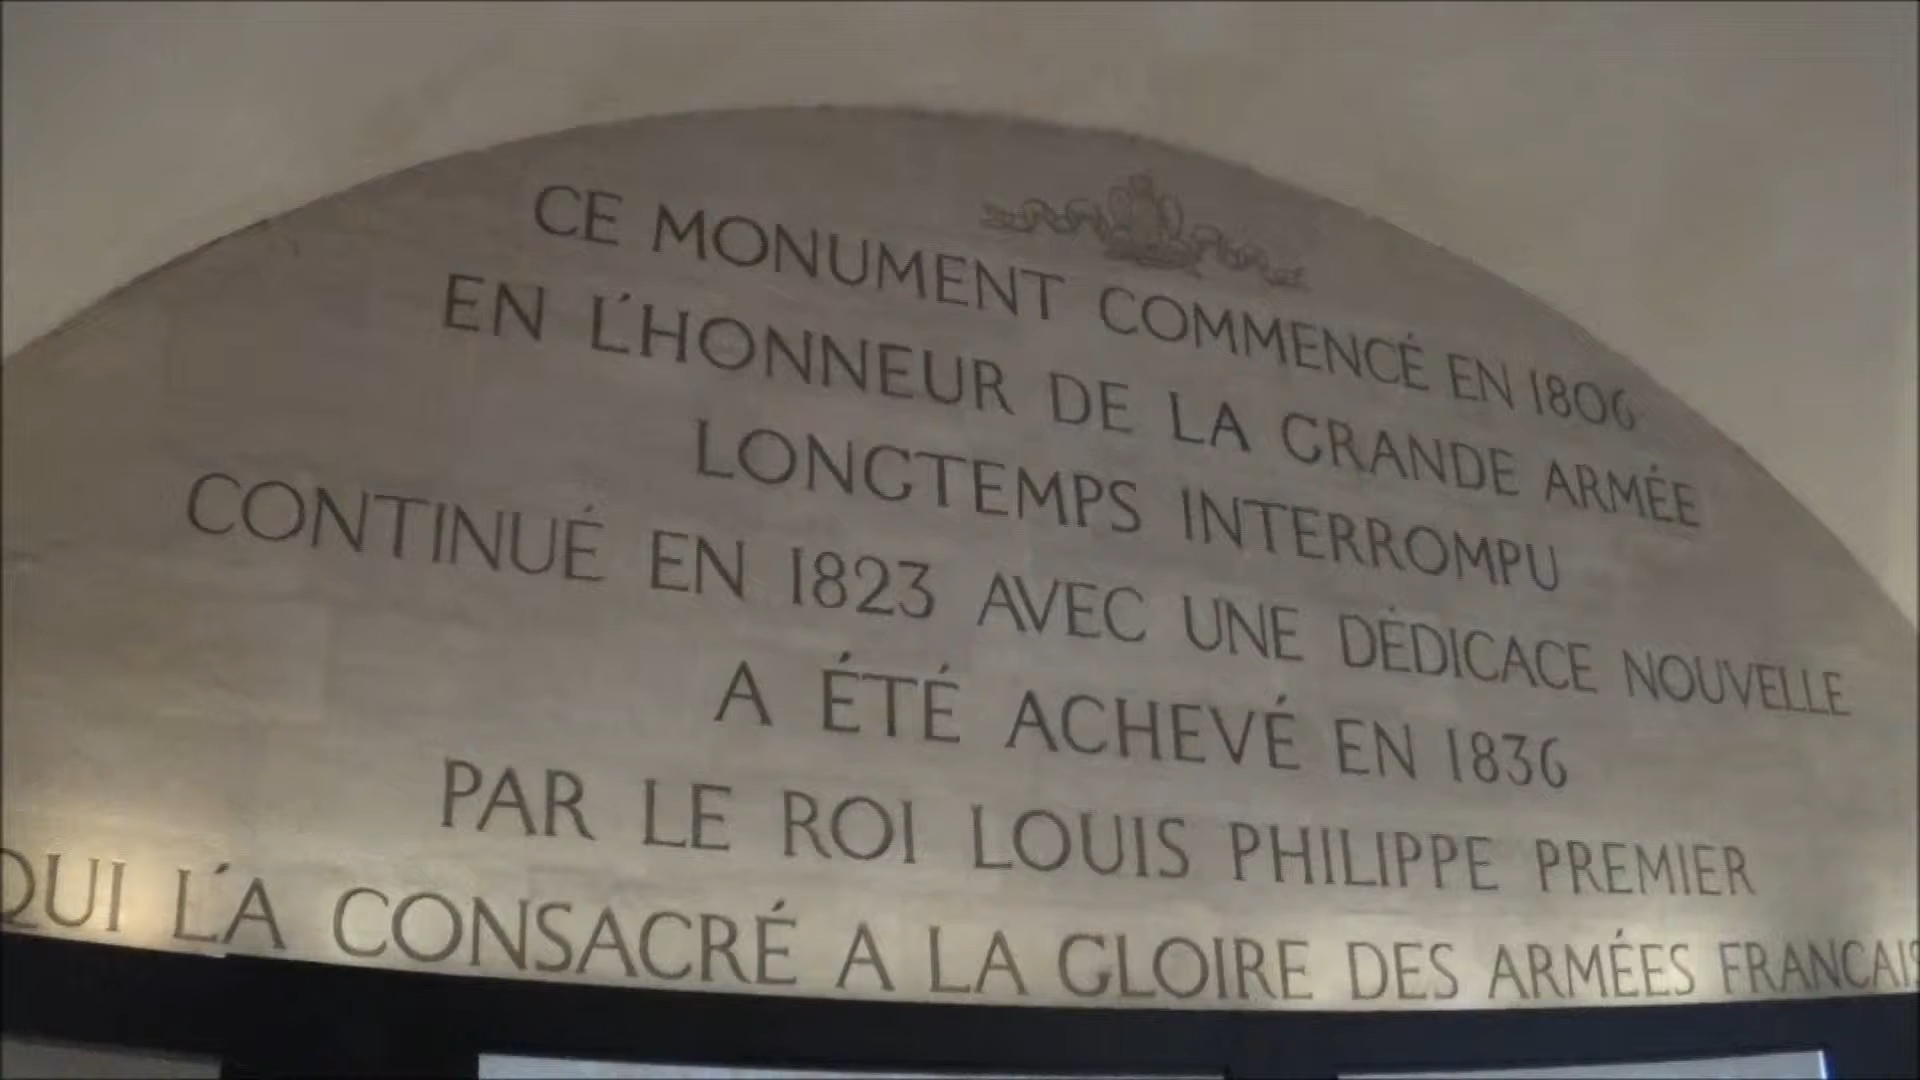 CE MONUMENT COMMENCÉ EN 1806
EN L'HONNEUR DE LA GRANDE ARMÉE
LONGTEMPS INTERROMPU
CONTINUÉ EN 1823 AVEC UNE DÉDICACE NOUVELLE
A ÉTÉ ACHEVÉ EN 1836
PAR LE ROI LOUIS PHILIPPE PREMIER
QUI L'A CONSACRÉ A LA GLOIRE DES ARMÉES FRANCAIS